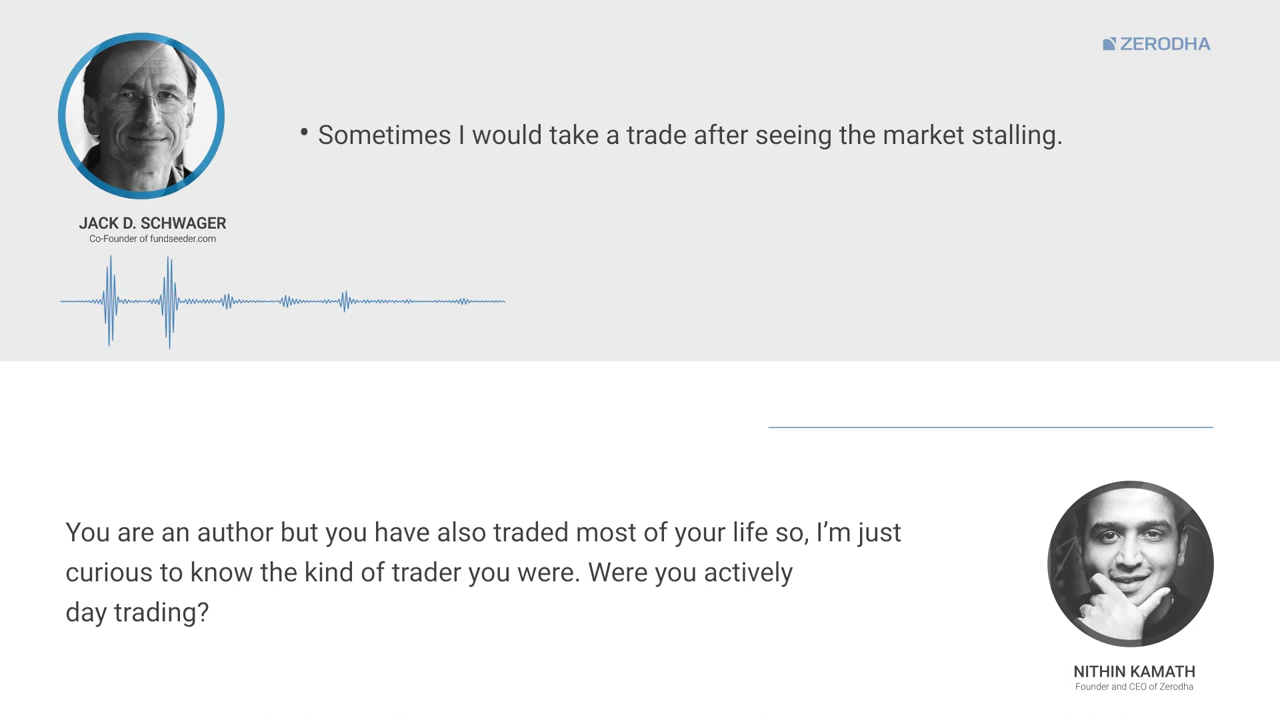 ZERODHA
• Sometimes I would take a trade after seeing the market stalling.
JACK D. SCHWAGER
Co-Founder of fundseeder.com
You are an author but you have also traded most of your life so, I’m just
curious to know the kind of trader you were. Were you actively
day trading?
NITHIN KAMATH
Founder and CEO of Zerodha